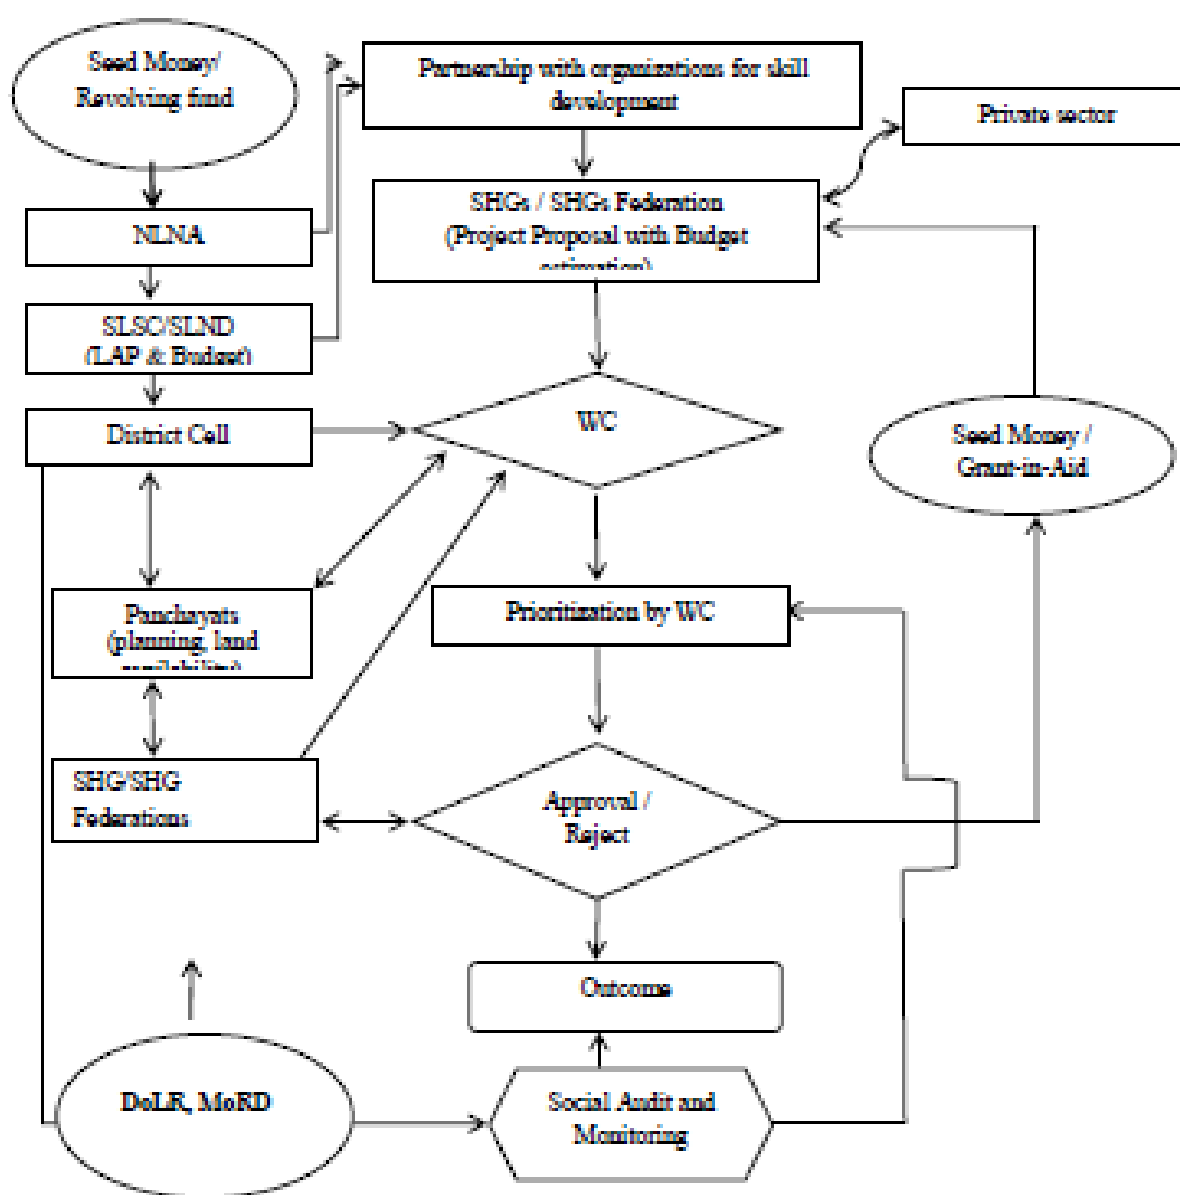 Seed Money/
Revolving fund
Partnership with organizations for skill
development
Private sector
NLNA
SHGs / SHGs Federation
(Project Proposal with Budget
estimation)
SLSC/SLND
(LAP & Budget)
District Cell
WC
Seed Money /
Grant-in-Aid
Panchayats
(planning, land
availability)
Prioritization by WC
SHG/SHG
Federations
Approval /
Reject
Outcome
DoLR, MoRD
Social Audit and
Monitoring